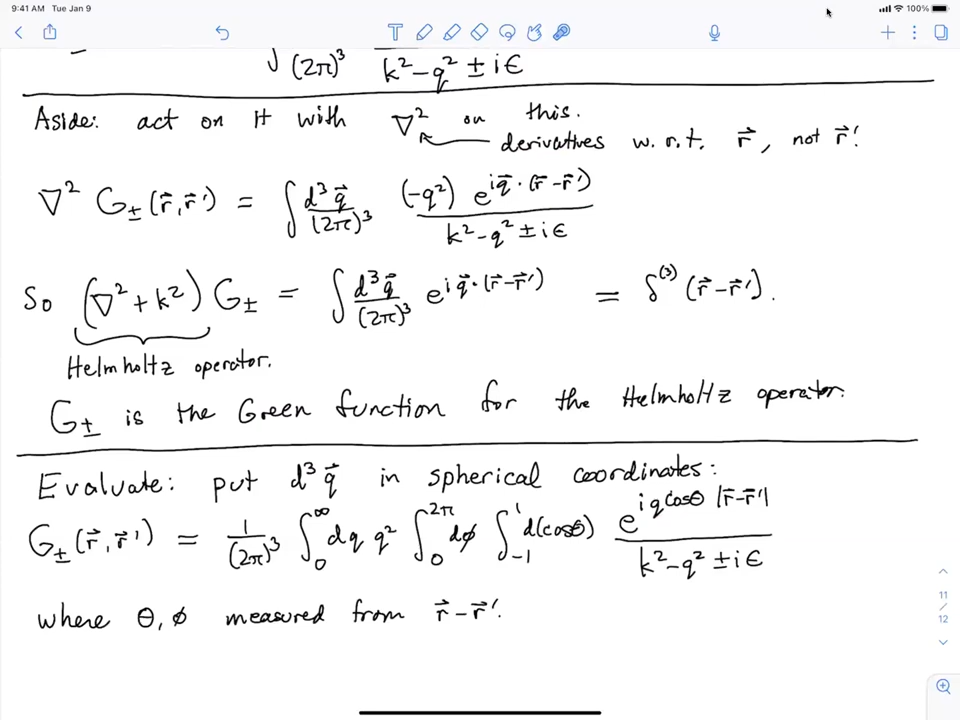 9:41 AM Tue Jan 9 100%
∫ (2π)³ k² − q² ± iϵ
Aside: act on it with ∇² on this.
derivatives w.r.t. r⃗, not r⃗′!
∇² G±(r⃗, r⃗′) = ∫ d³q⃗/(2π)³ (−q²) e^{iq⃗·(r⃗−r⃗′)} / (k² − q² ± iϵ)
So (∇² + k²) G± = ∫ d³q⃗/(2π)³ e^{iq⃗·(r⃗−r⃗′)} = δ⁽³⁾(r⃗−r⃗′).
Helmholtz operator.
G± is the Green function for the Helmholtz operator.
Evaluate: put d³q⃗ in spherical coordinates:
G±(r⃗, r⃗′) = 1/(2π)³ ∫₀^∞ dq q² ∫₀^{2π} dϕ ∫₋₁^1 d(cosθ) e^{iq cosθ |r⃗−r⃗′|} / (k² − q² ± iϵ)
where θ, ϕ measured from r⃗−r⃗′.
11
/
12